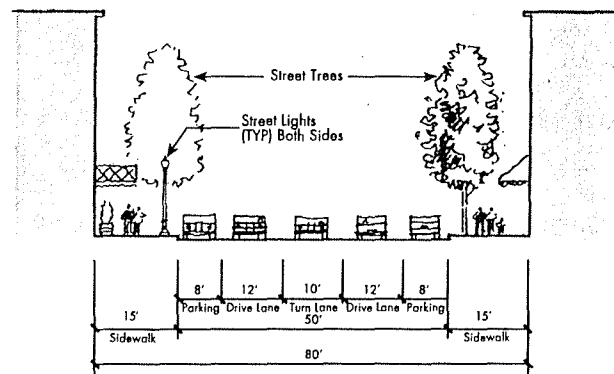 Street Trees
Street Lights
(TYP) Both Sides
8' 12' 10' 12' 8'
15' Parking Drive Lane Turn Lane Drive Lane Parking 15'
Sidewalk 50' Sidewalk
80'